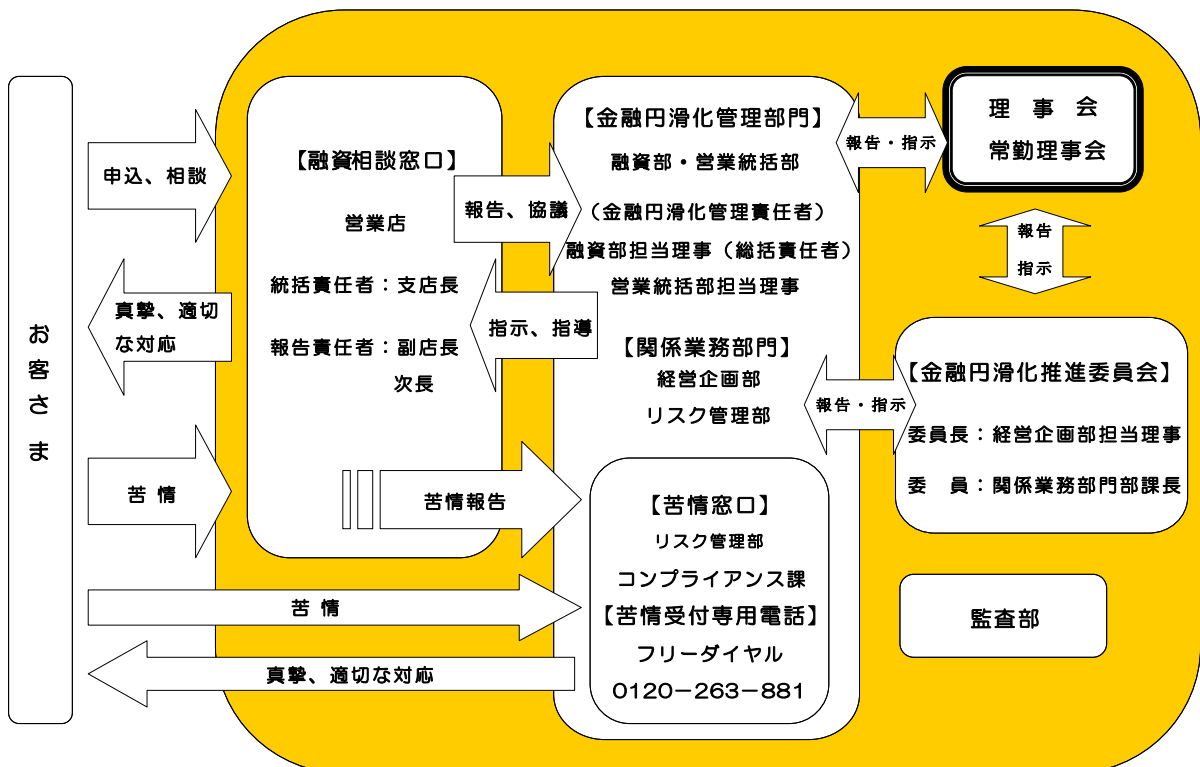 お客さま
申込、相談
真摯、適切
な対応
苦 情
苦 情
真摯、適切な対応
【融資相談窓口】
営業店
統括責任者：支店長
報告責任者：副店長
次長
報告、協議
指示、指導
苦情報告
【金融円滑化管理部門】
融資部・営業統括部
（金融円滑化管理責任者）
融資部担当理事（総括責任者）
営業統括部担当理事
【関係業務部門】
経営企画部
リスク管理部
【苦情窓口】
リスク管理部
コンプライアンス課
【苦情受付専用電話】
フリーダイヤル
0120－263－881
報告・指示
報告・指示
理 事 会
常勤理事会
報告
指示
【金融円滑化推進委員会】
委員長：経営企画部担当理事
委　員：関係業務部門部課長
監査部